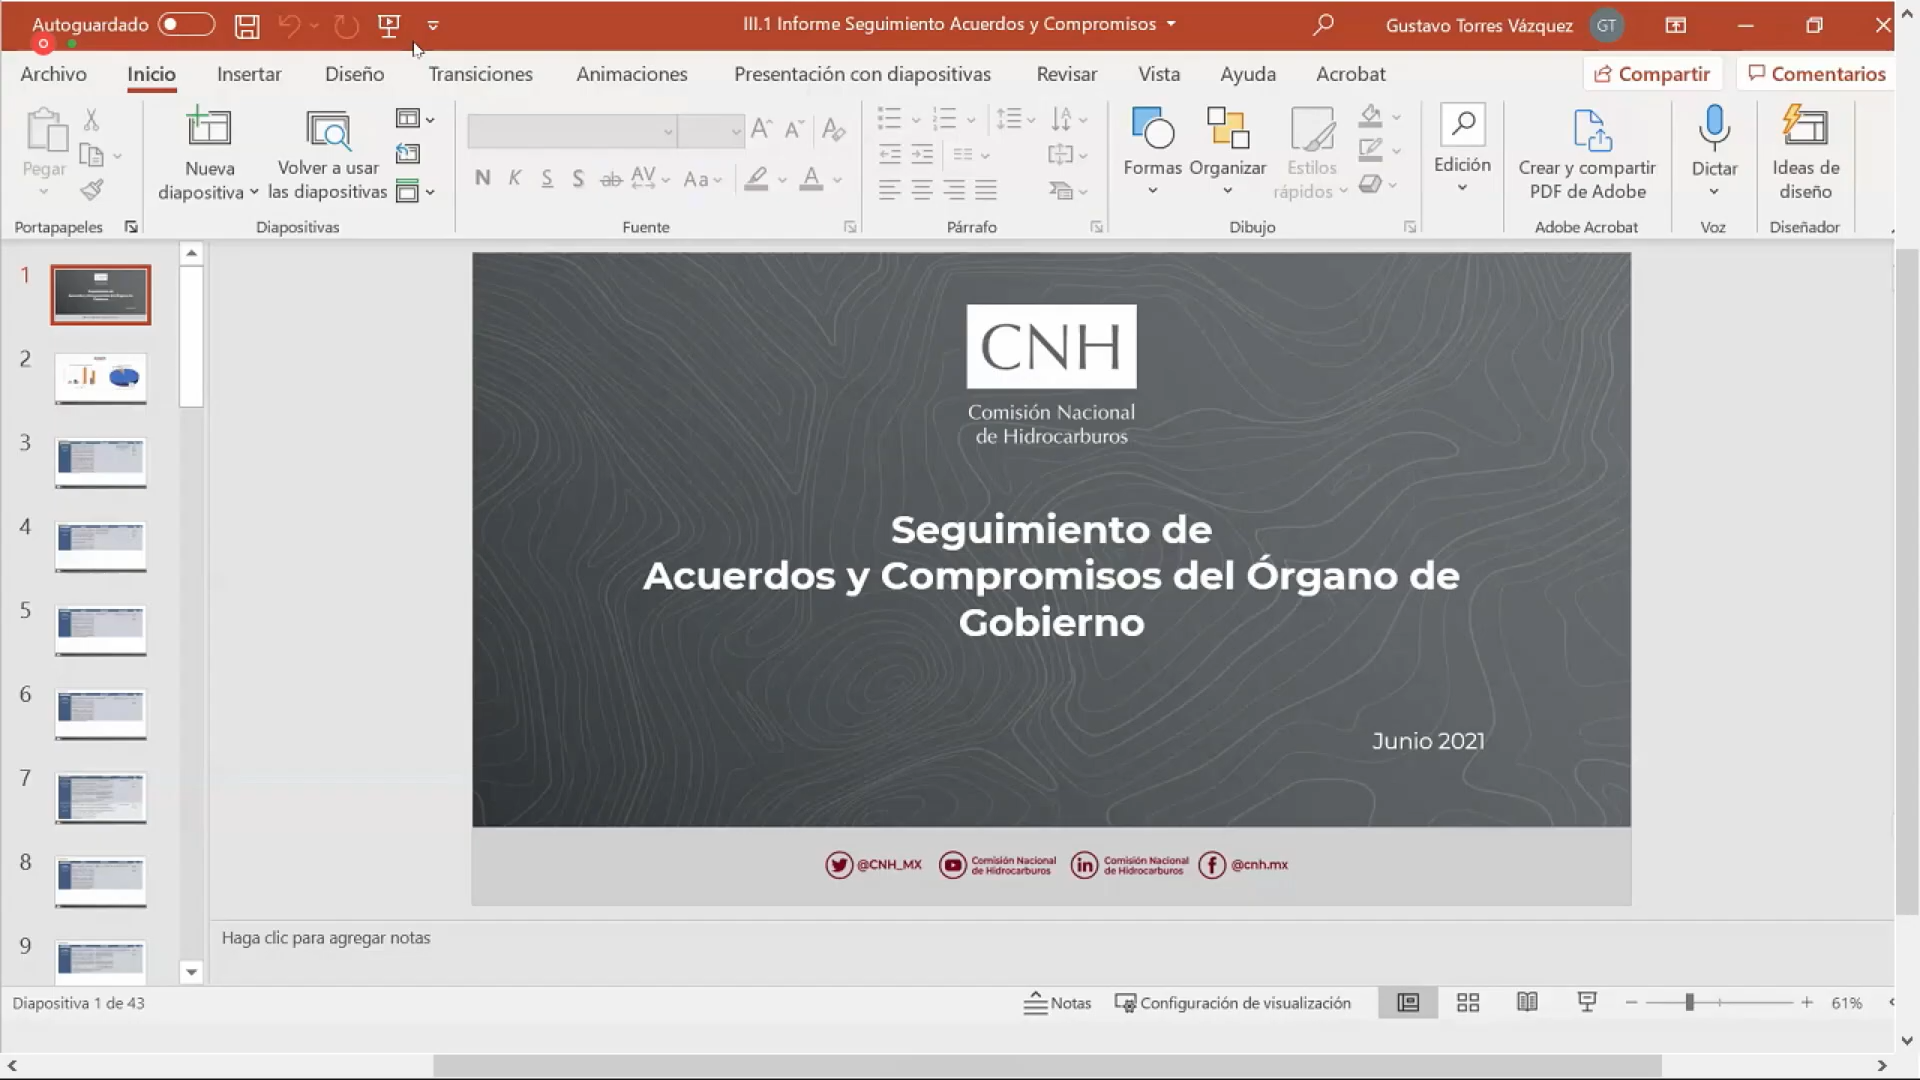 Autoguardado
III.1 Informe Seguimiento Acuerdos y Compromisos
Gustavo Torres Vázquez
GT
Archivo
Inicio
Insertar
Diseño
Transiciones
Animaciones
Presentación con diapositivas
Revisar
Vista
Ayuda
Acrobat
Compartir
Comentarios
Pegar
Nueva
diapositiva
Volver a usar
las diapositivas
N K S S ab AV Aa A
Formas
Organizar
Estilos
rápidos
Edición
Crear y compartir
PDF de Adobe
Dictar
Ideas de
diseño
Portapapeles
Diapositivas
Fuente
Párrafo
Dibujo
Adobe Acrobat
Voz
Diseñador
1
2
3
4
5
6
7
8
9
CNH
Comisión Nacional
de Hidrocarburos
Seguimiento de
Acuerdos y Compromisos del Órgano de
Gobierno
Junio 2021
@CNH_MX
Comisión Nacional
de Hidrocarburos
Comisión Nacional
de Hidrocarburos
@cnh.mx
Haga clic para agregar notas
Diapositiva 1 de 43
Notas
Configuración de visualización
61%